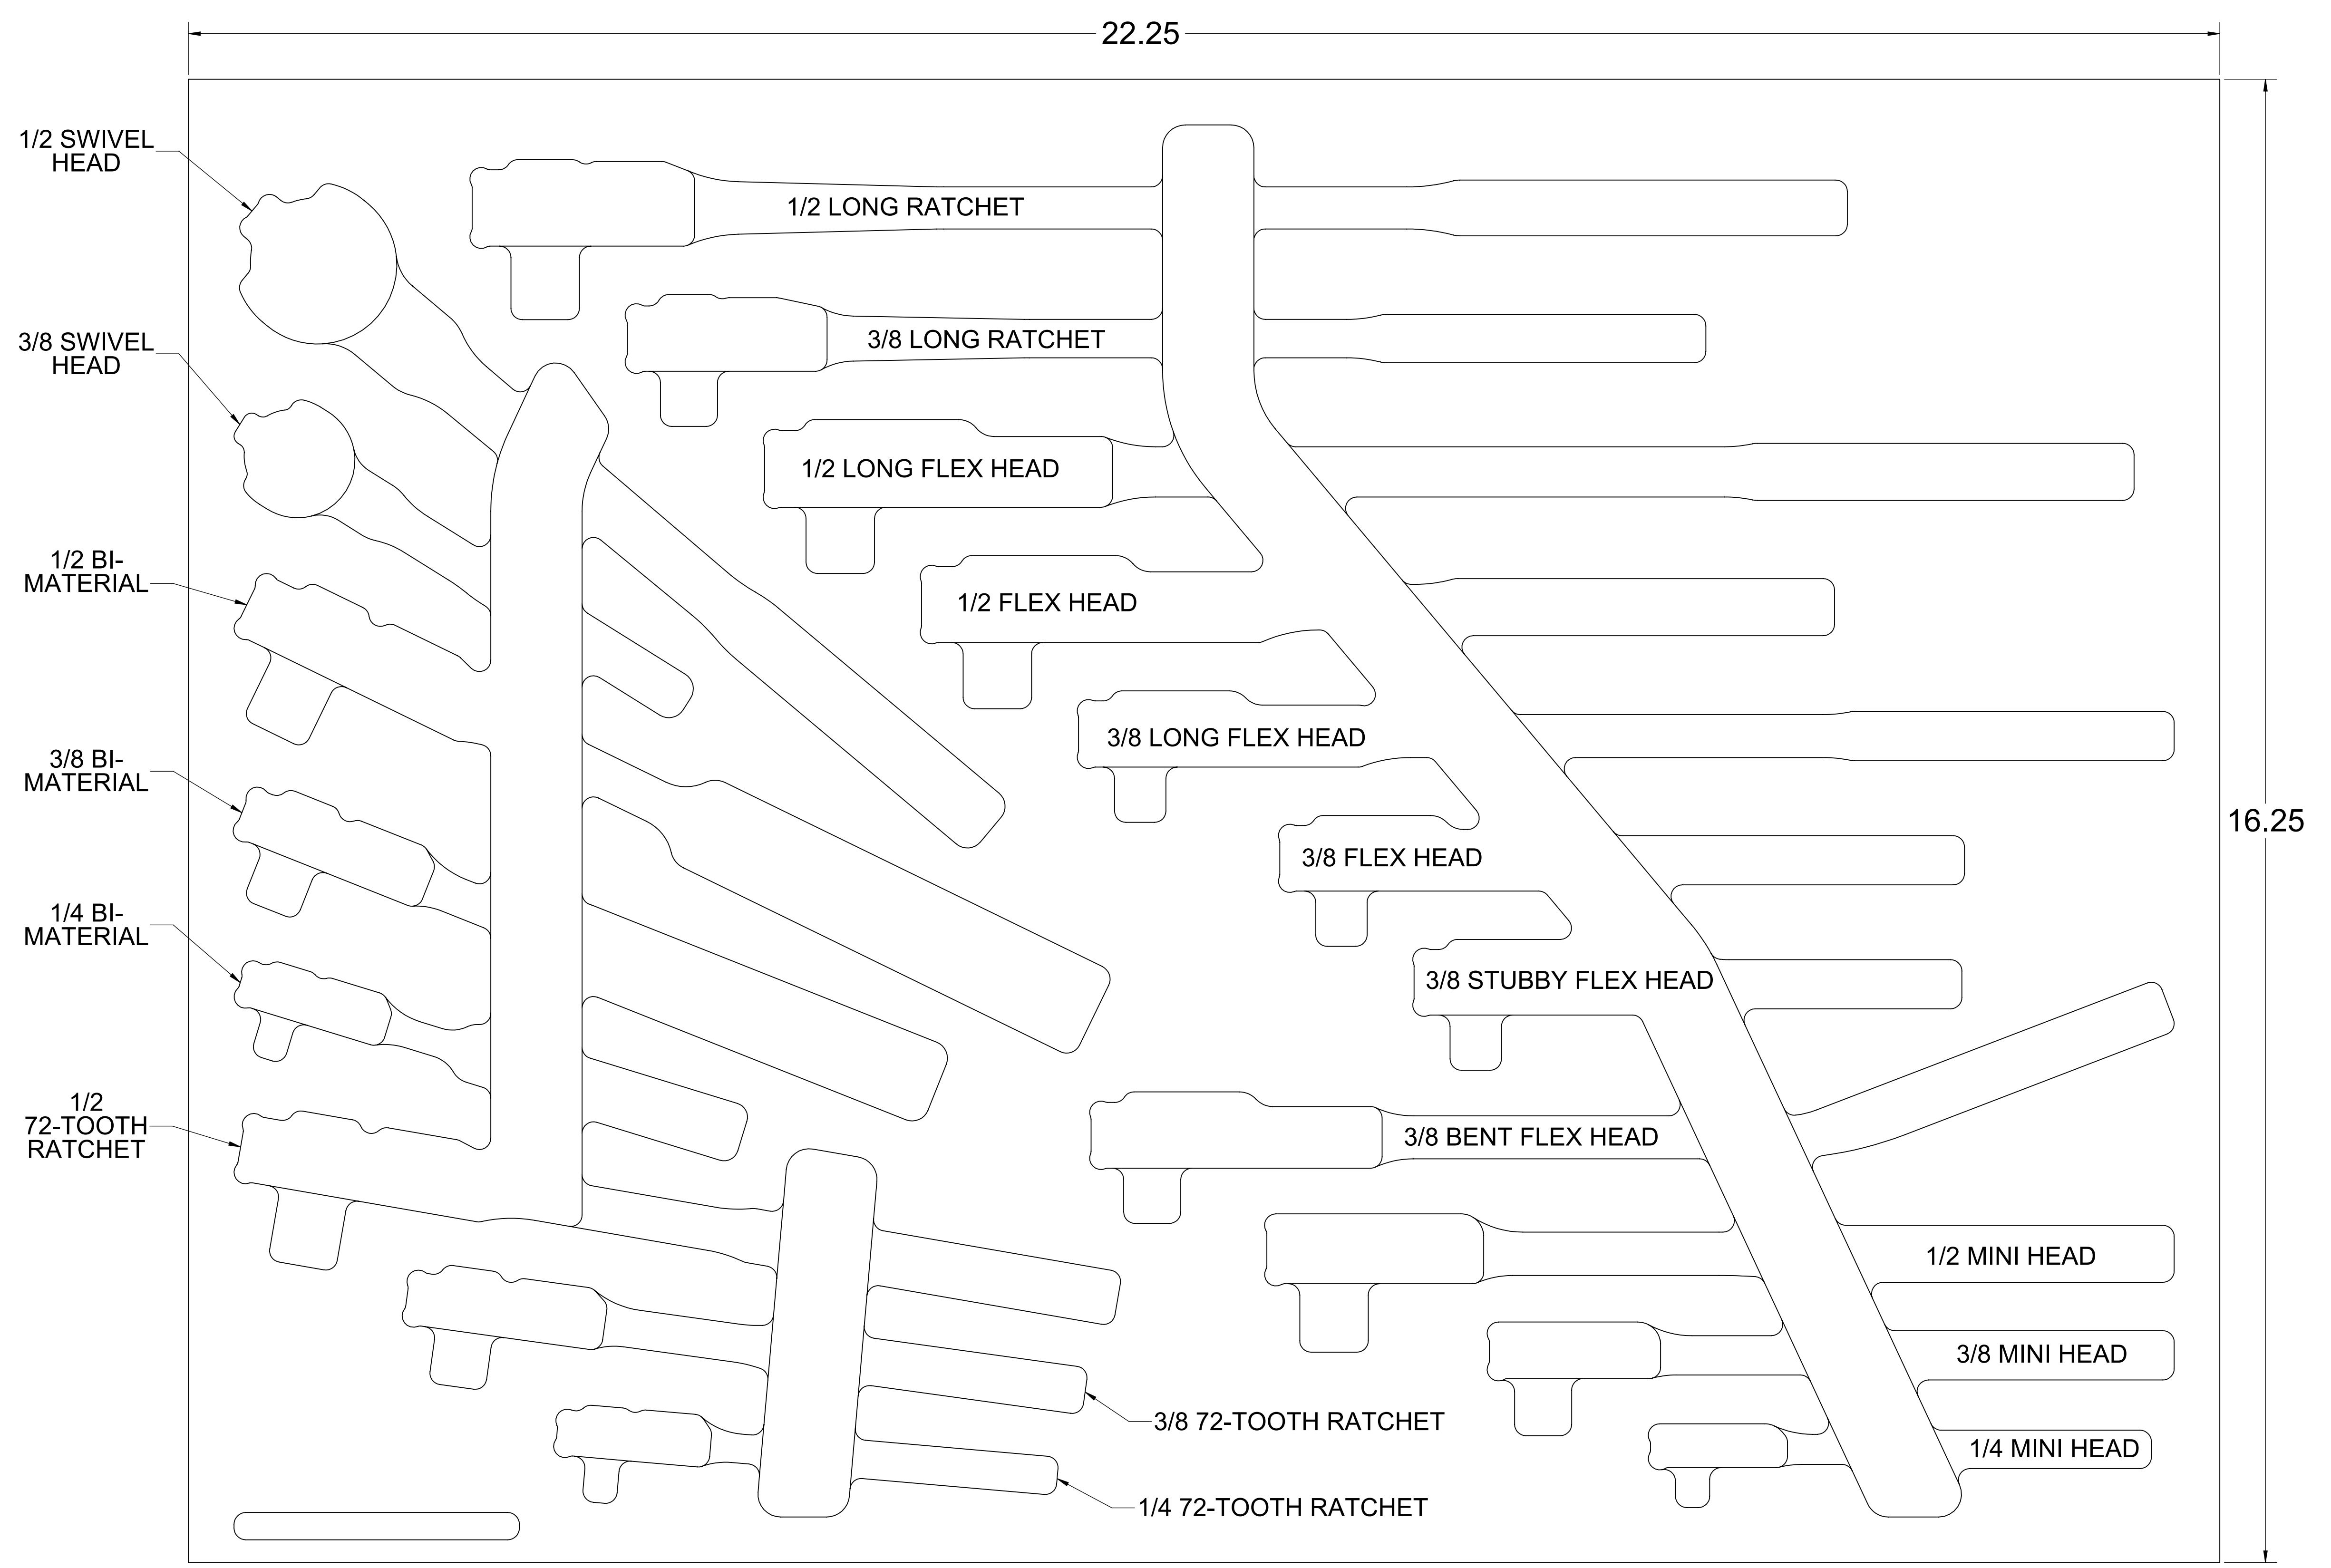 22.25
1/2 SWIVEL
HEAD
1/2 LONG RATCHET
3/8 SWIVEL
HEAD
3/8 LONG RATCHET
1/2 LONG FLEX HEAD
1/2 BI-
MATERIAL
1/2 FLEX HEAD
3/8 LONG FLEX HEAD
3/8 BI-
MATERIAL
16.25
3/8 FLEX HEAD
1/4 BI-
MATERIAL
3/8 STUBBY FLEX HEAD
1/2
72-TOOTH
RATCHET
3/8 BENT FLEX HEAD
1/2 MINI HEAD
3/8 MINI HEAD
3/8 72-TOOTH RATCHET
1/4 MINI HEAD
1/4 72-TOOTH RATCHET